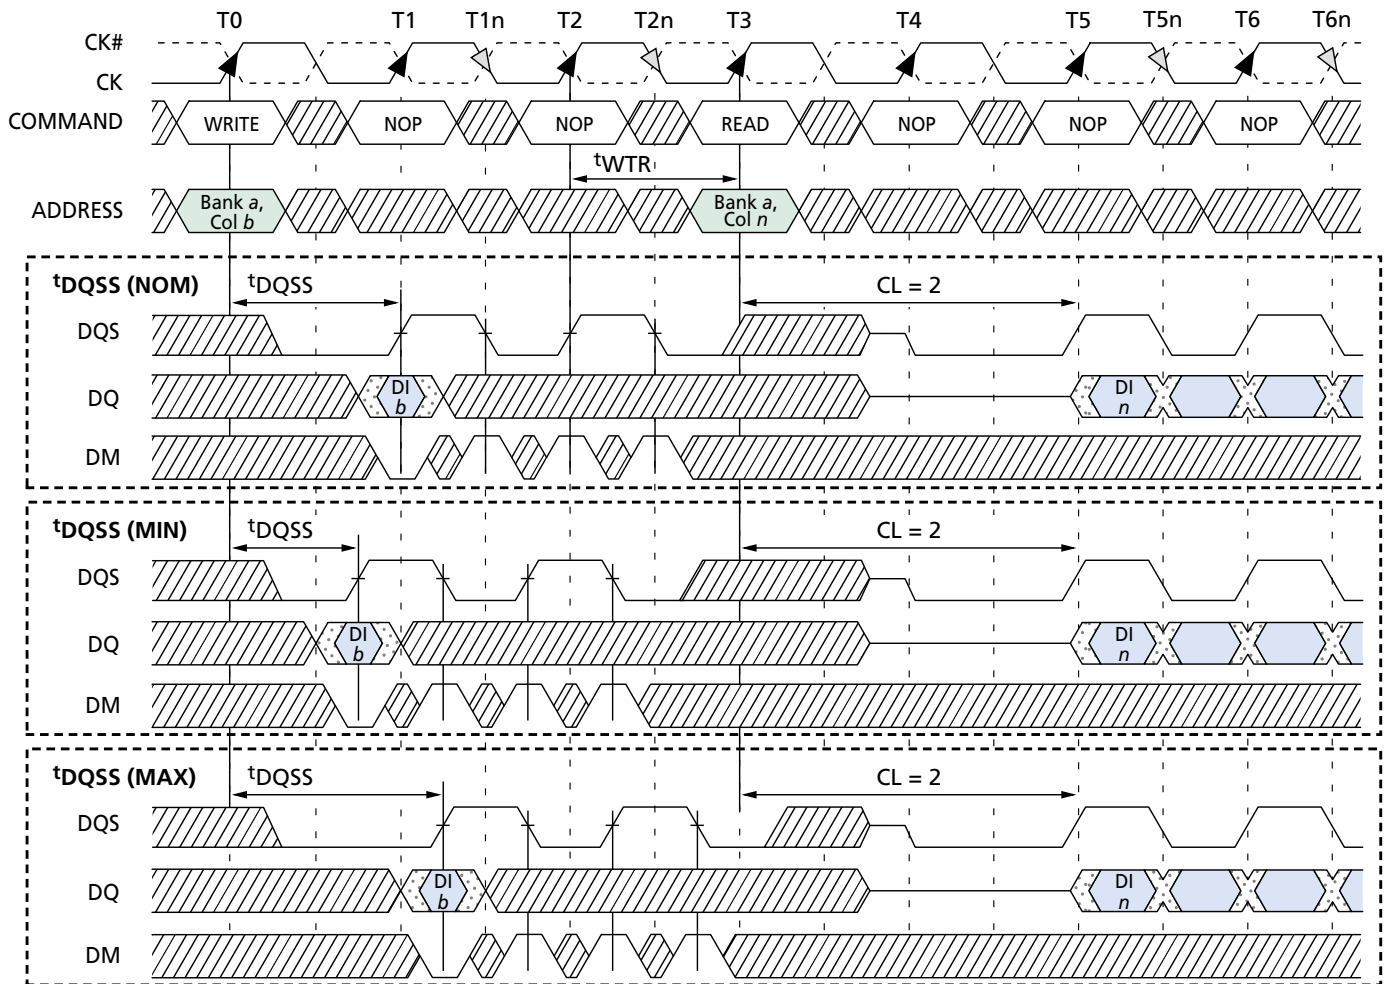 T0 T1 T1n T2 T2n T3 T4 T5 T5n T6 T6n
CK#
CK
COMMAND WRITE NOP NOP READ NOP NOP NOP
tWTR
ADDRESS Bank a, Col b Bank a, Col n
tDQSS (NOM) tDQSS CL = 2
DQS
DQ DI b DI n
DM
tDQSS (MIN) tDQSS CL = 2
DQS
DQ DI b DI n
DM
tDQSS (MAX) tDQSS CL = 2
DQS
DQ DI b DI n
DM